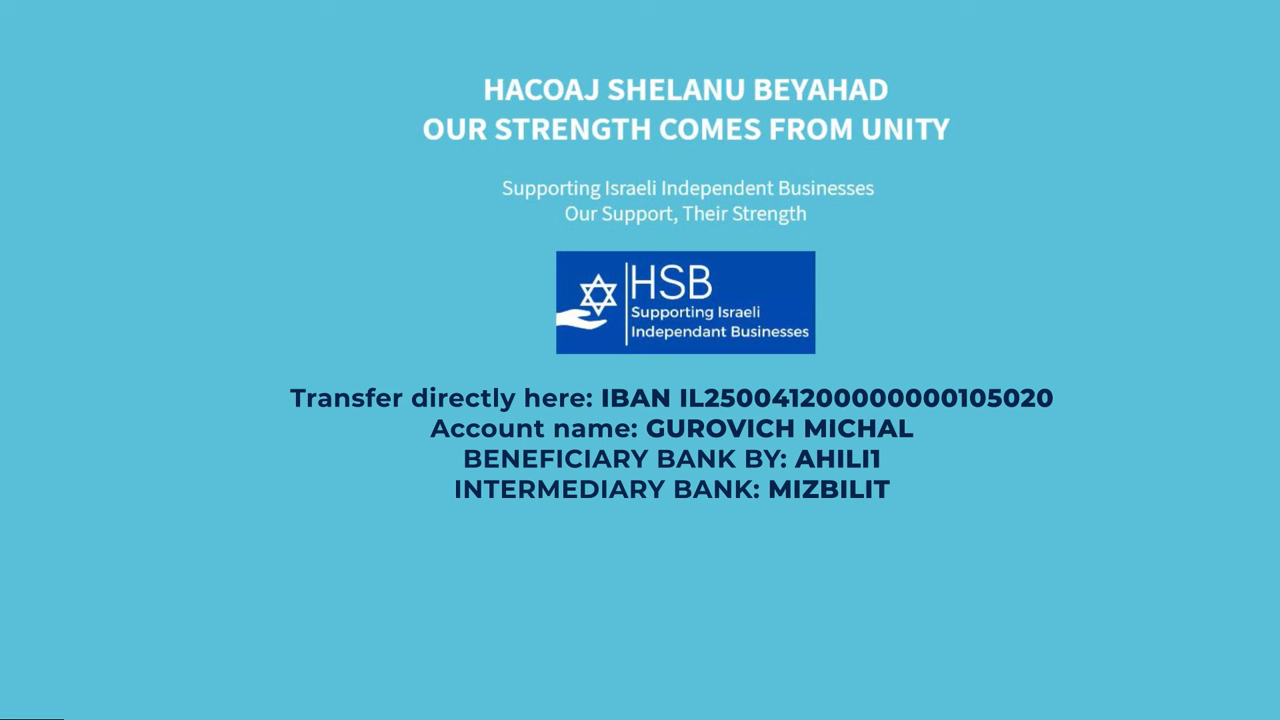 HACOAJ SHELANU BEYAHAD
OUR STRENGTH COMES FROM UNITY
Supporting Israeli Independent Businesses
Our Support, Their Strength
HSB
Supporting Israeli
Independant Businesses
Transfer directly here: IBAN IL250041200000000105020
Account name: GUROVICH MICHAL
BENEFICIARY BANK BY: AHILI1
INTERMEDIARY BANK: MIZBILIT